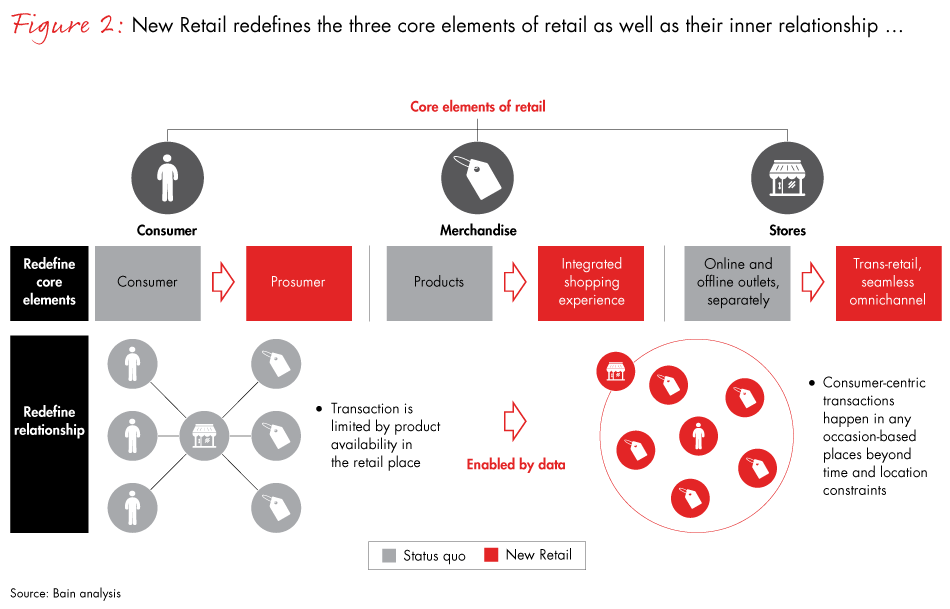 Figure 2: New Retail redefines the three core elements of retail as well as their inner relationship ...
Core elements of retail
Consumer
Merchandise
Stores
Redefine
core
elements
Consumer
Prosumer
Products
Integrated
shopping
experience
Online and
offline outlets,
separately
Trans-retail,
seamless
omnichannel
Redefine
relationship
• Transaction is
limited by product
availability in
the retail place
Enabled by data
• Consumer-centric
transactions
happen in any
occasion-based
places beyond
time and location
constraints
Status quo
New Retail
Source: Bain analysis